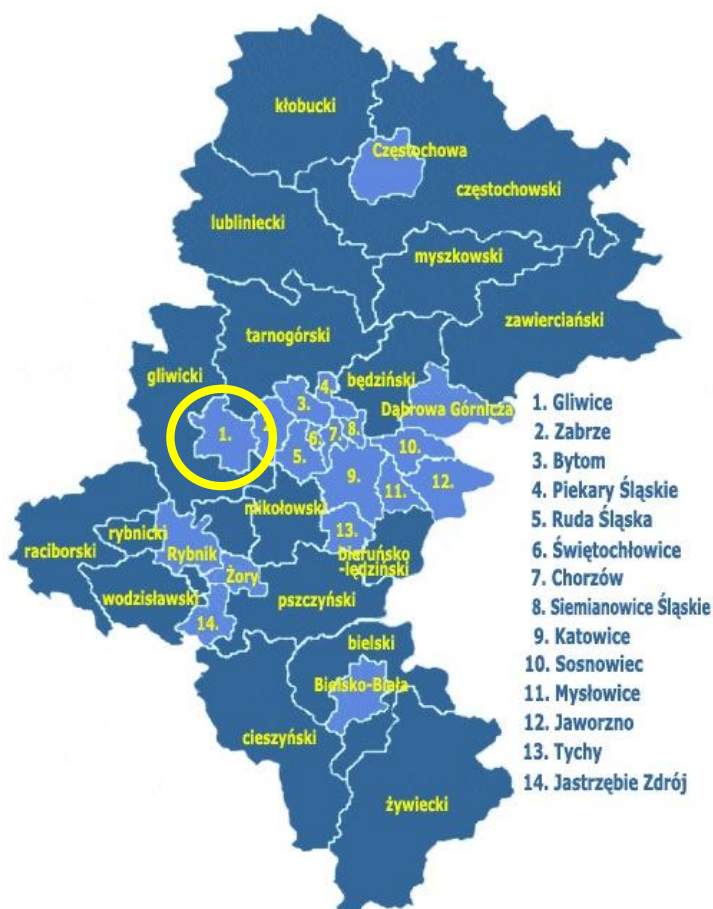 kłobucki
Częstochowa
częstochowski
lubliniecki
myszkowski
zawierciański
tarnogórski
gliwicki
będziński
Dąbrowa Górnicza
4.
3.
1.
2.
6.
7.
8.
5.
10.
9.
11.
12.
mikołowski
13.
bieruńsko
-lędziński
rybnicki
raciborski
Rybnik
Żory
wodzisławski
pszczyński
14.
bielski
Bielsko-Biała
cieszyński
żywiecki
1. Gliwice
2. Zabrze
3. Bytom
4. Piekary Śląskie
5. Ruda Śląska
6. Świętochłowice
7. Chorzów
8. Siemianowice Śląskie
9. Katowice
10. Sosnowiec
11. Mysłowice
12. Jaworzno
13. Tychy
14. Jastrzębie Zdrój